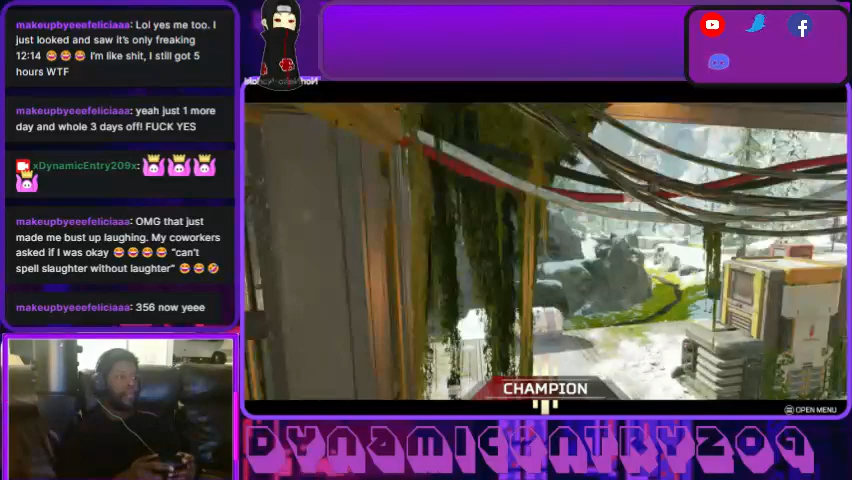 makeupbyeeefeliciaaa: Lol yes me too. I
just looked and saw it's only freaking
12:14 😂 😂 😂 I'm like shit, I still got 5
hours WTF
makeupbyeeefeliciaaa: yeah just 1 more
day and whole 3 days off! FUCK YES
xDynamicEntry209x:
makeupbyeeefeliciaaa: OMG that just
made me bust up laughing. My coworkers
asked if I was okay 😂 😂 😂 😂 "can't
spell slaughter without laughter" 😂 😂 🤣
makeupbyeeefeliciaaa: 356 now yeee
CHAMPION
OPEN MENU
DYNAMICENTRY209